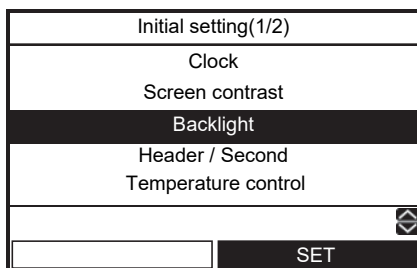 Initial setting(1/2)
Clock
Screen contrast
Backlight
Header / Second
Temperature control
SET